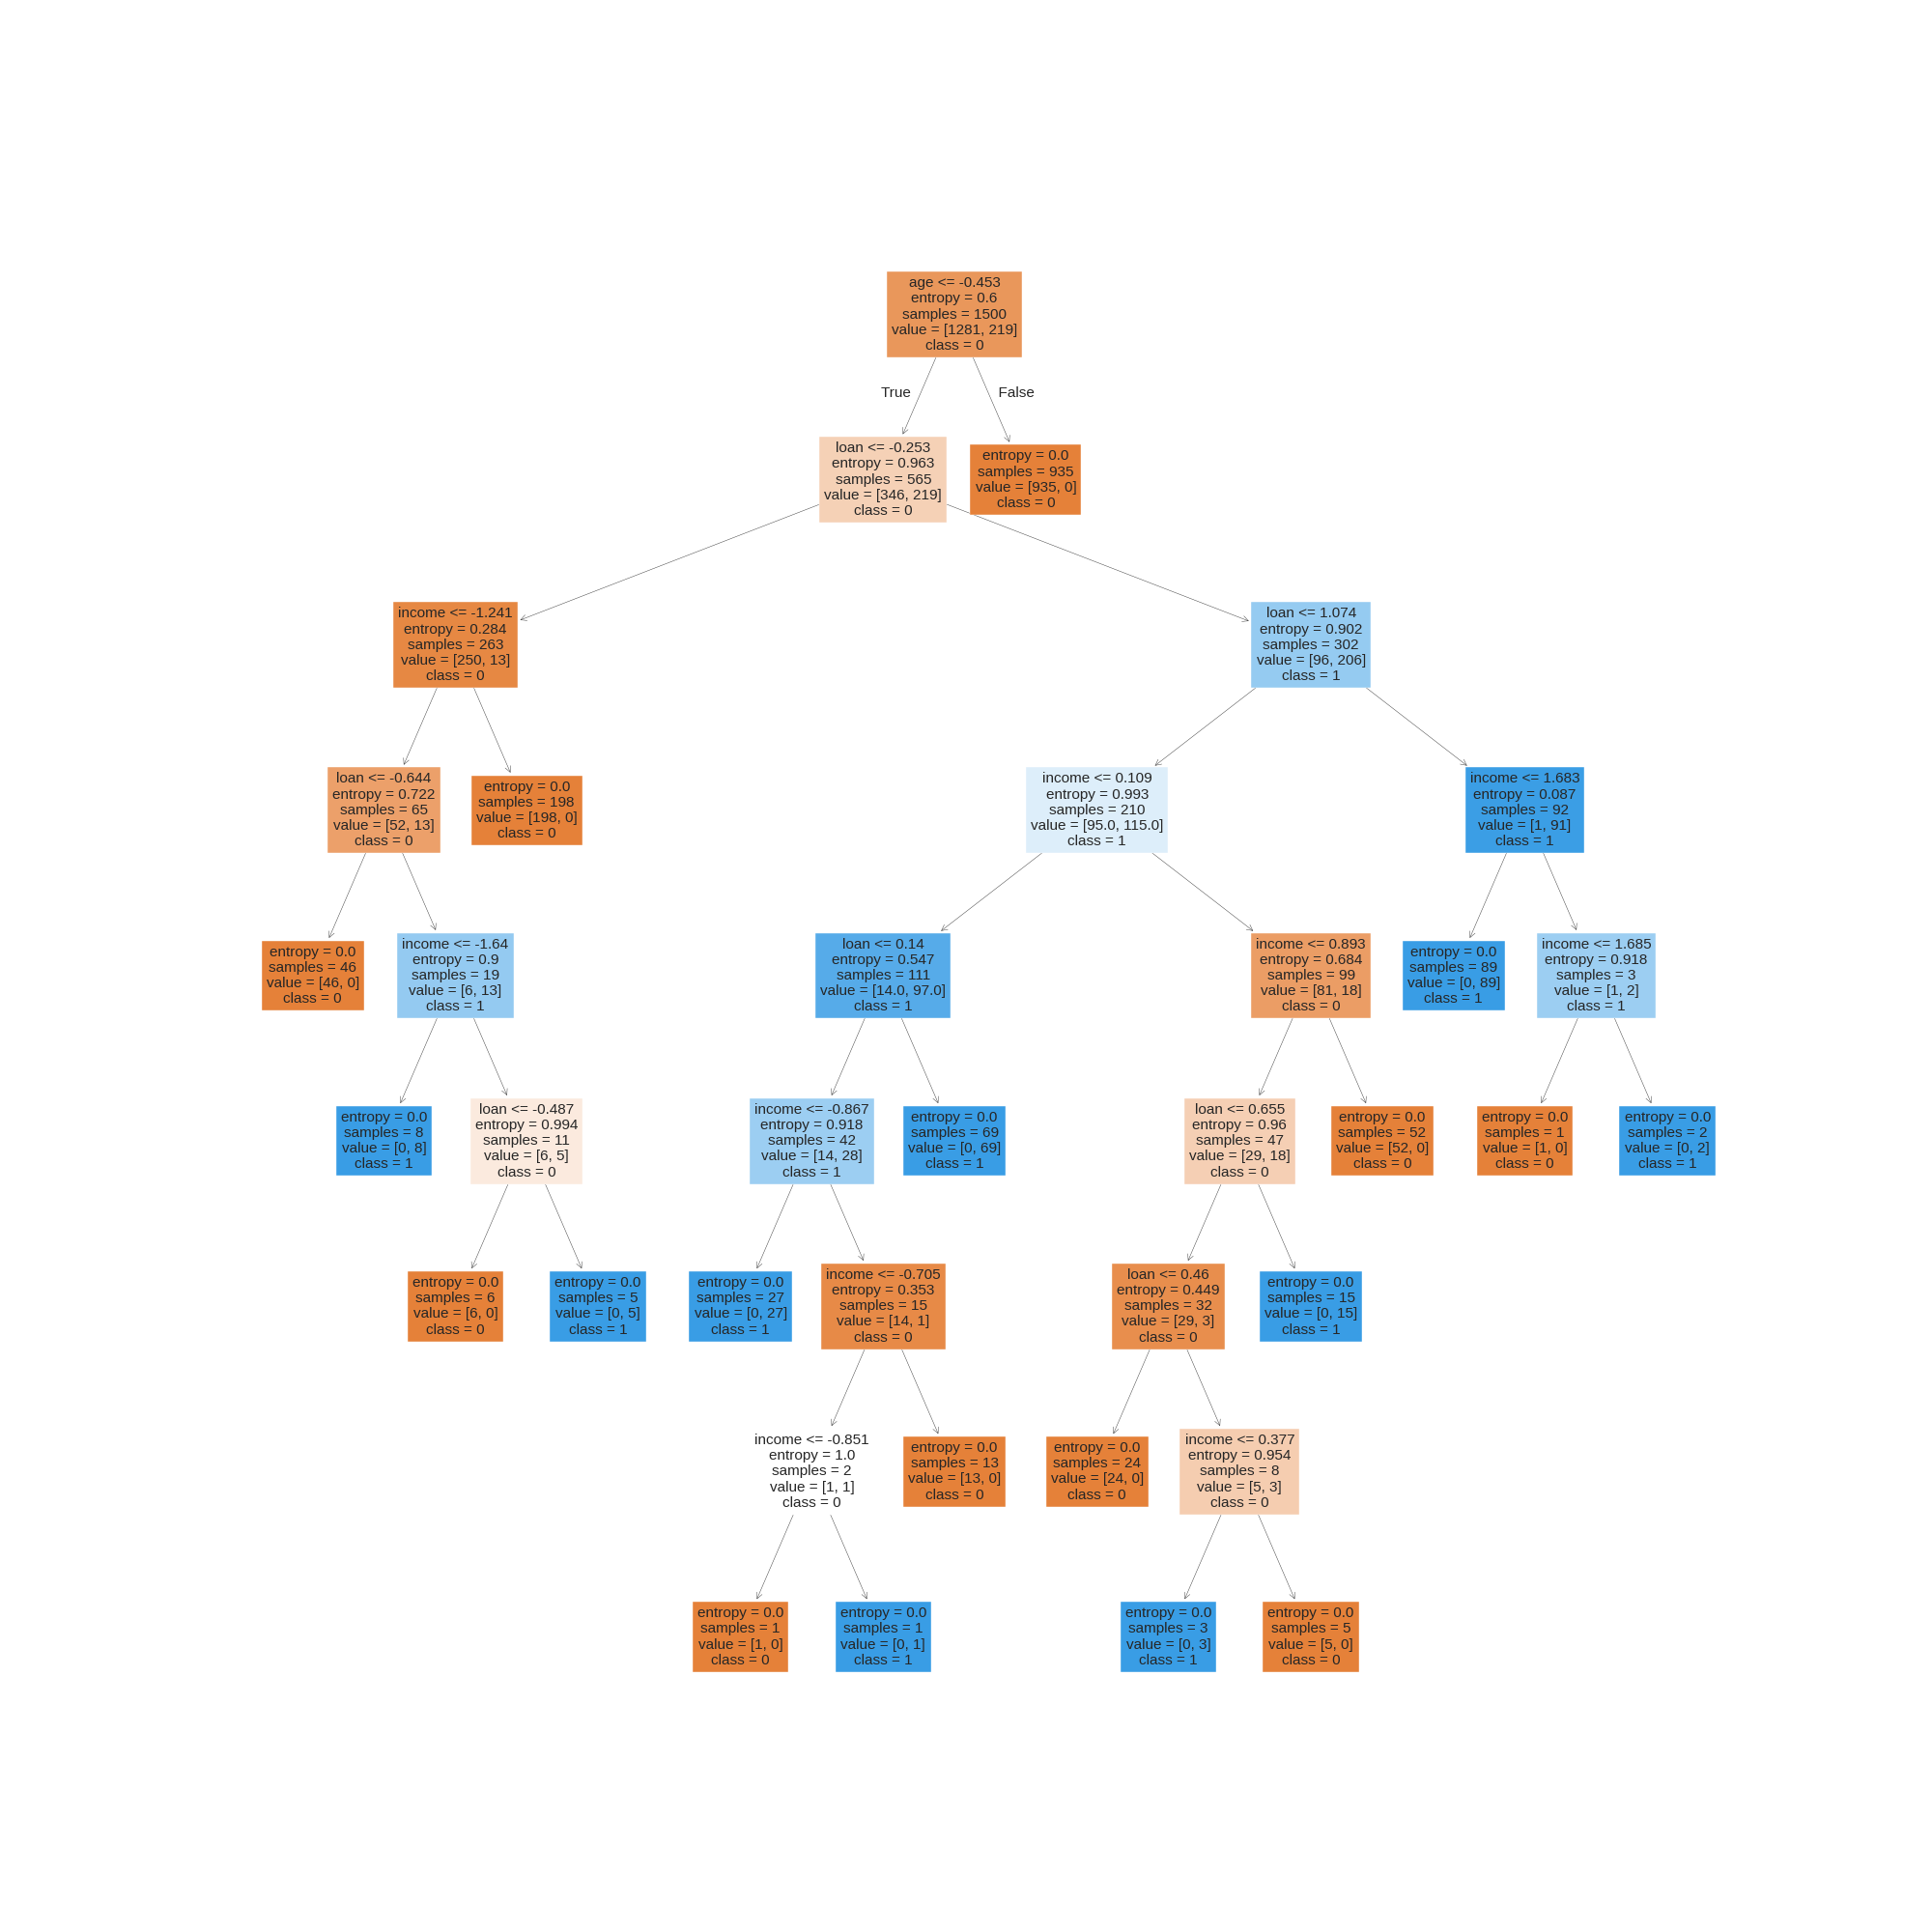 age <= -0.453
entropy = 0.6
samples = 1500
value = [1281, 219]
class = 0
True
False
loan <= -0.253
entropy = 0.963
samples = 565
value = [346, 219]
class = 0
entropy = 0.0
samples = 935
value = [935, 0]
class = 0
income <= -1.241
entropy = 0.284
samples = 263
value = [250, 13]
class = 0
loan <= 1.074
entropy = 0.902
samples = 302
value = [96, 206]
class = 1
loan <= -0.644
entropy = 0.722
samples = 65
value = [52, 13]
class = 0
entropy = 0.0
samples = 198
value = [198, 0]
class = 0
income <= 0.109
entropy = 0.993
samples = 210
value = [95.0, 115.0]
class = 1
income <= 1.683
entropy = 0.087
samples = 92
value = [1, 91]
class = 1
entropy = 0.0
samples = 46
value = [46, 0]
class = 0
income <= -1.64
entropy = 0.9
samples = 19
value = [6, 13]
class = 1
loan <= 0.14
entropy = 0.547
samples = 111
value = [14.0, 97.0]
class = 1
income <= 0.893
entropy = 0.684
samples = 99
value = [81, 18]
class = 0
entropy = 0.0
samples = 89
value = [0, 89]
class = 1
income <= 1.685
entropy = 0.918
samples = 3
value = [1, 2]
class = 1
entropy = 0.0
samples = 8
value = [0, 8]
class = 1
loan <= -0.487
entropy = 0.994
samples = 11
value = [6, 5]
class = 0
income <= -0.867
entropy = 0.918
samples = 42
value = [14, 28]
class = 1
entropy = 0.0
samples = 69
value = [0, 69]
class = 1
loan <= 0.655
entropy = 0.96
samples = 47
value = [29, 18]
class = 0
entropy = 0.0
samples = 52
value = [52, 0]
class = 0
entropy = 0.0
samples = 1
value = [1, 0]
class = 0
entropy = 0.0
samples = 2
value = [0, 2]
class = 1
entropy = 0.0
samples = 6
value = [6, 0]
class = 0
entropy = 0.0
samples = 5
value = [0, 5]
class = 1
entropy = 0.0
samples = 27
value = [0, 27]
class = 1
income <= -0.705
entropy = 0.353
samples = 15
value = [14, 1]
class = 0
loan <= 0.46
entropy = 0.449
samples = 32
value = [29, 3]
class = 0
entropy = 0.0
samples = 15
value = [0, 15]
class = 1
income <= -0.851
entropy = 1.0
samples = 2
value = [1, 1]
class = 0
entropy = 0.0
samples = 13
value = [13, 0]
class = 0
entropy = 0.0
samples = 24
value = [24, 0]
class = 0
income <= 0.377
entropy = 0.954
samples = 8
value = [5, 3]
class = 0
entropy = 0.0
samples = 1
value = [1, 0]
class = 0
entropy = 0.0
samples = 1
value = [0, 1]
class = 1
entropy = 0.0
samples = 3
value = [0, 3]
class = 1
entropy = 0.0
samples = 5
value = [5, 0]
class = 0